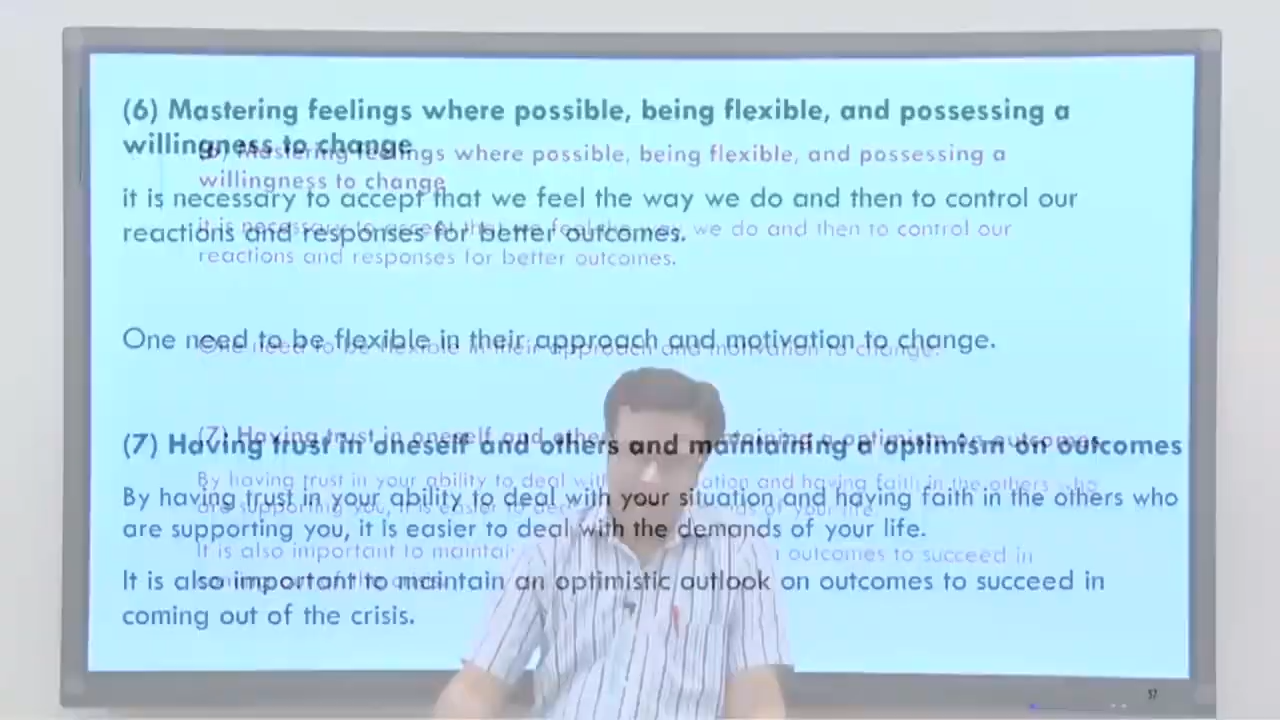 (6) Mastering feelings where possible, being flexible, and possessing a
willingness to change
it is necessary to accept that we feel the way we do and then to control our
reactions and responses for better outcomes.
One need to be flexible in their approach and motivation to change.
(7) Having trust in oneself and others and maintaining a optimism on outcomes
By having trust in your ability to deal with your situation and having faith in the others who
are supporting you, it is easier to deal with the demands of your life.
It is also important to maintain an optimistic outlook on outcomes to succeed in
coming out of the crisis.
57